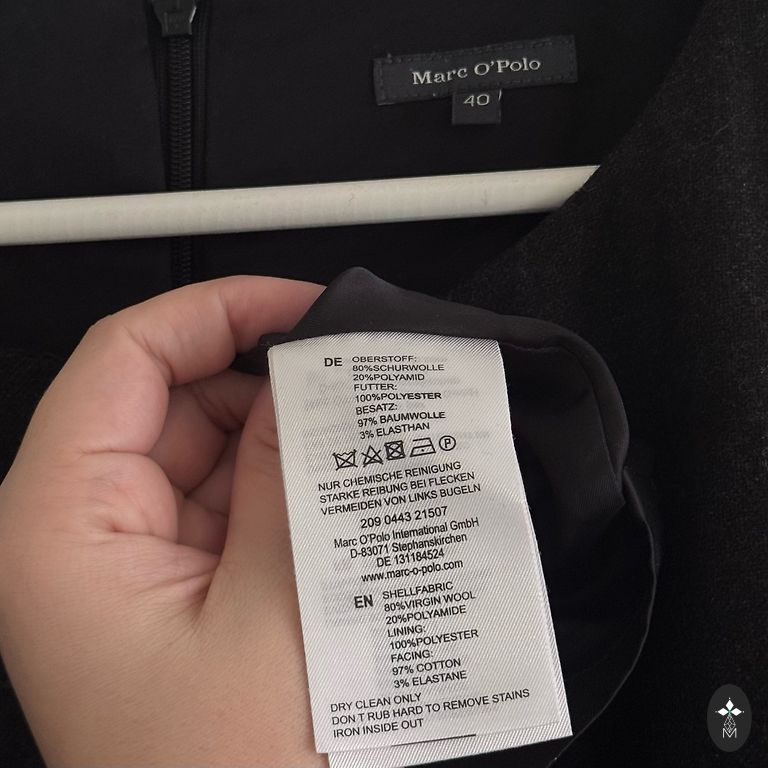 Marc O'Polo
40
DE OBERSTOFF:
80%SCHURWOLLE
20%POLYAMID
FUTTER:
100%POLYESTER
BESATZ:
97% BAUMWOLLE
3% ELASTHAN
P
NUR CHEMISCHE REINIGUNG
STARKE REIBUNG BEI FLECKEN
VERMEIDEN VON LINKS BUGELN
209 0443 21507
Marc O'Polo International GmbH
D-83071 Stephanskirchen
DE 131184524
www.marc-o-polo.com
EN SHELLFABRIC
80%VIRGIN WOOL
20%POLYAMIDE
LINING:
100%POLYESTER
FACING:
97% COTTON
3% ELASTANE
DRY CLEAN ONLY
DON T RUB HARD TO REMOVE STAINS
IRON INSIDE OUT
M